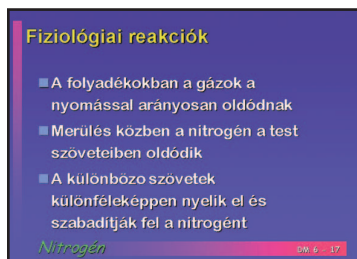 Fiziológiai reakciók
A folyadékokban a gázok a
nyomással arányosan oldódnak
Merülés közben a nitrogén a test
szöveteiben oldódik
A különbözo szövetek
különféleképpen nyelik el és
szabadítják fel a nitrogént
Nitrogén
DM 6 - 17